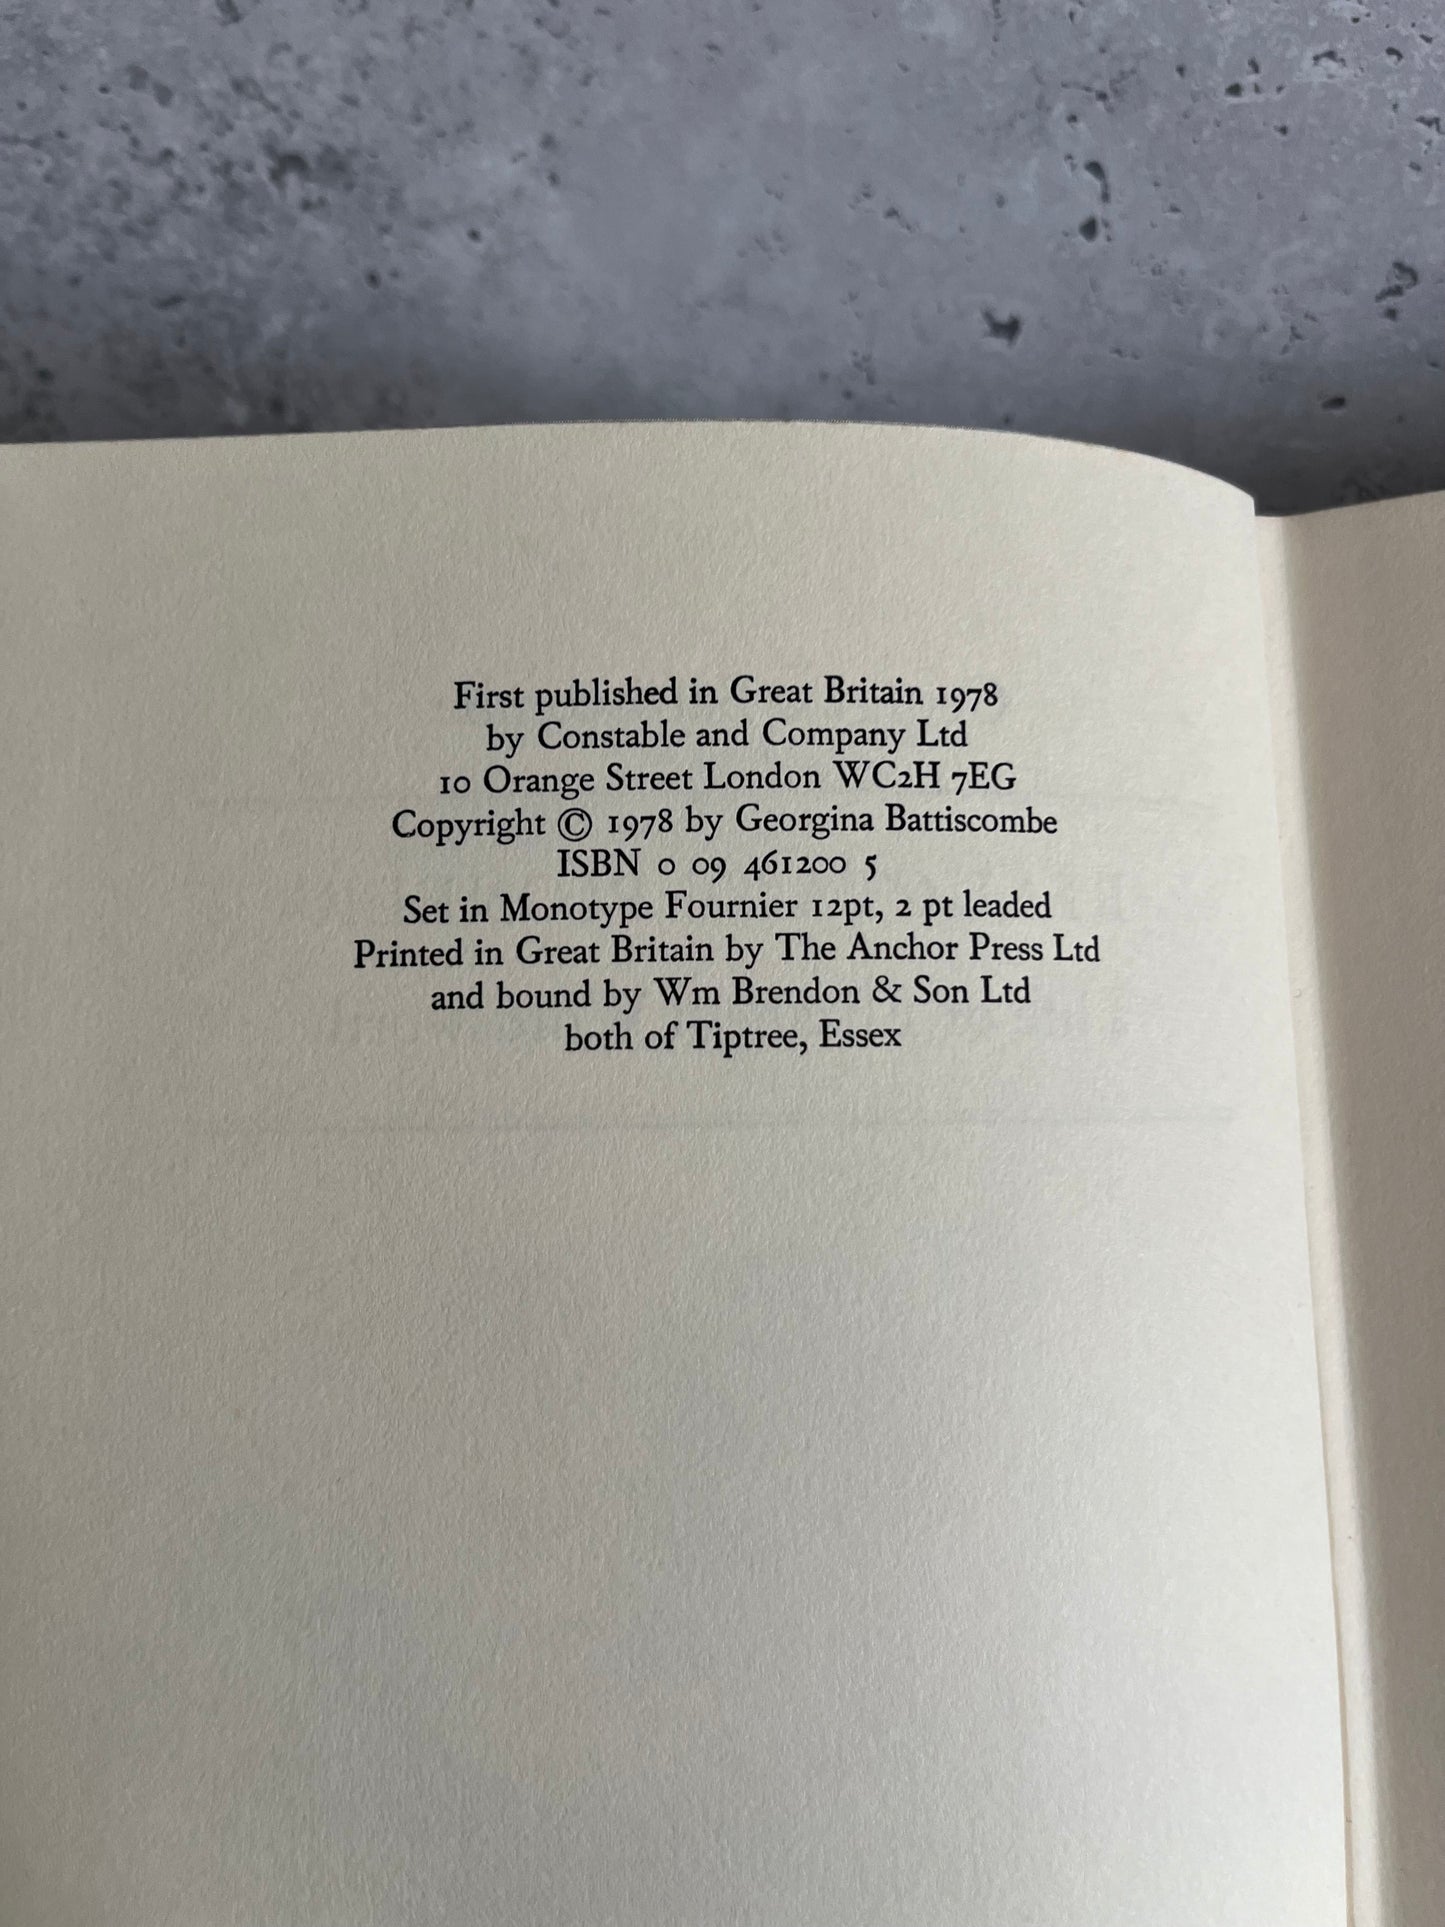 First published in Great Britain 1978
by Constable and Company Ltd
10 Orange Street London WC2H 7EG
Copyright © 1978 by Georgina Battiscombe
ISBN 0 09 461200 5
Set in Monotype Fournier 12pt, 2 pt leaded
Printed in Great Britain by The Anchor Press Ltd
and bound by Wm Brendon & Son Ltd
both of Tiptree, Essex